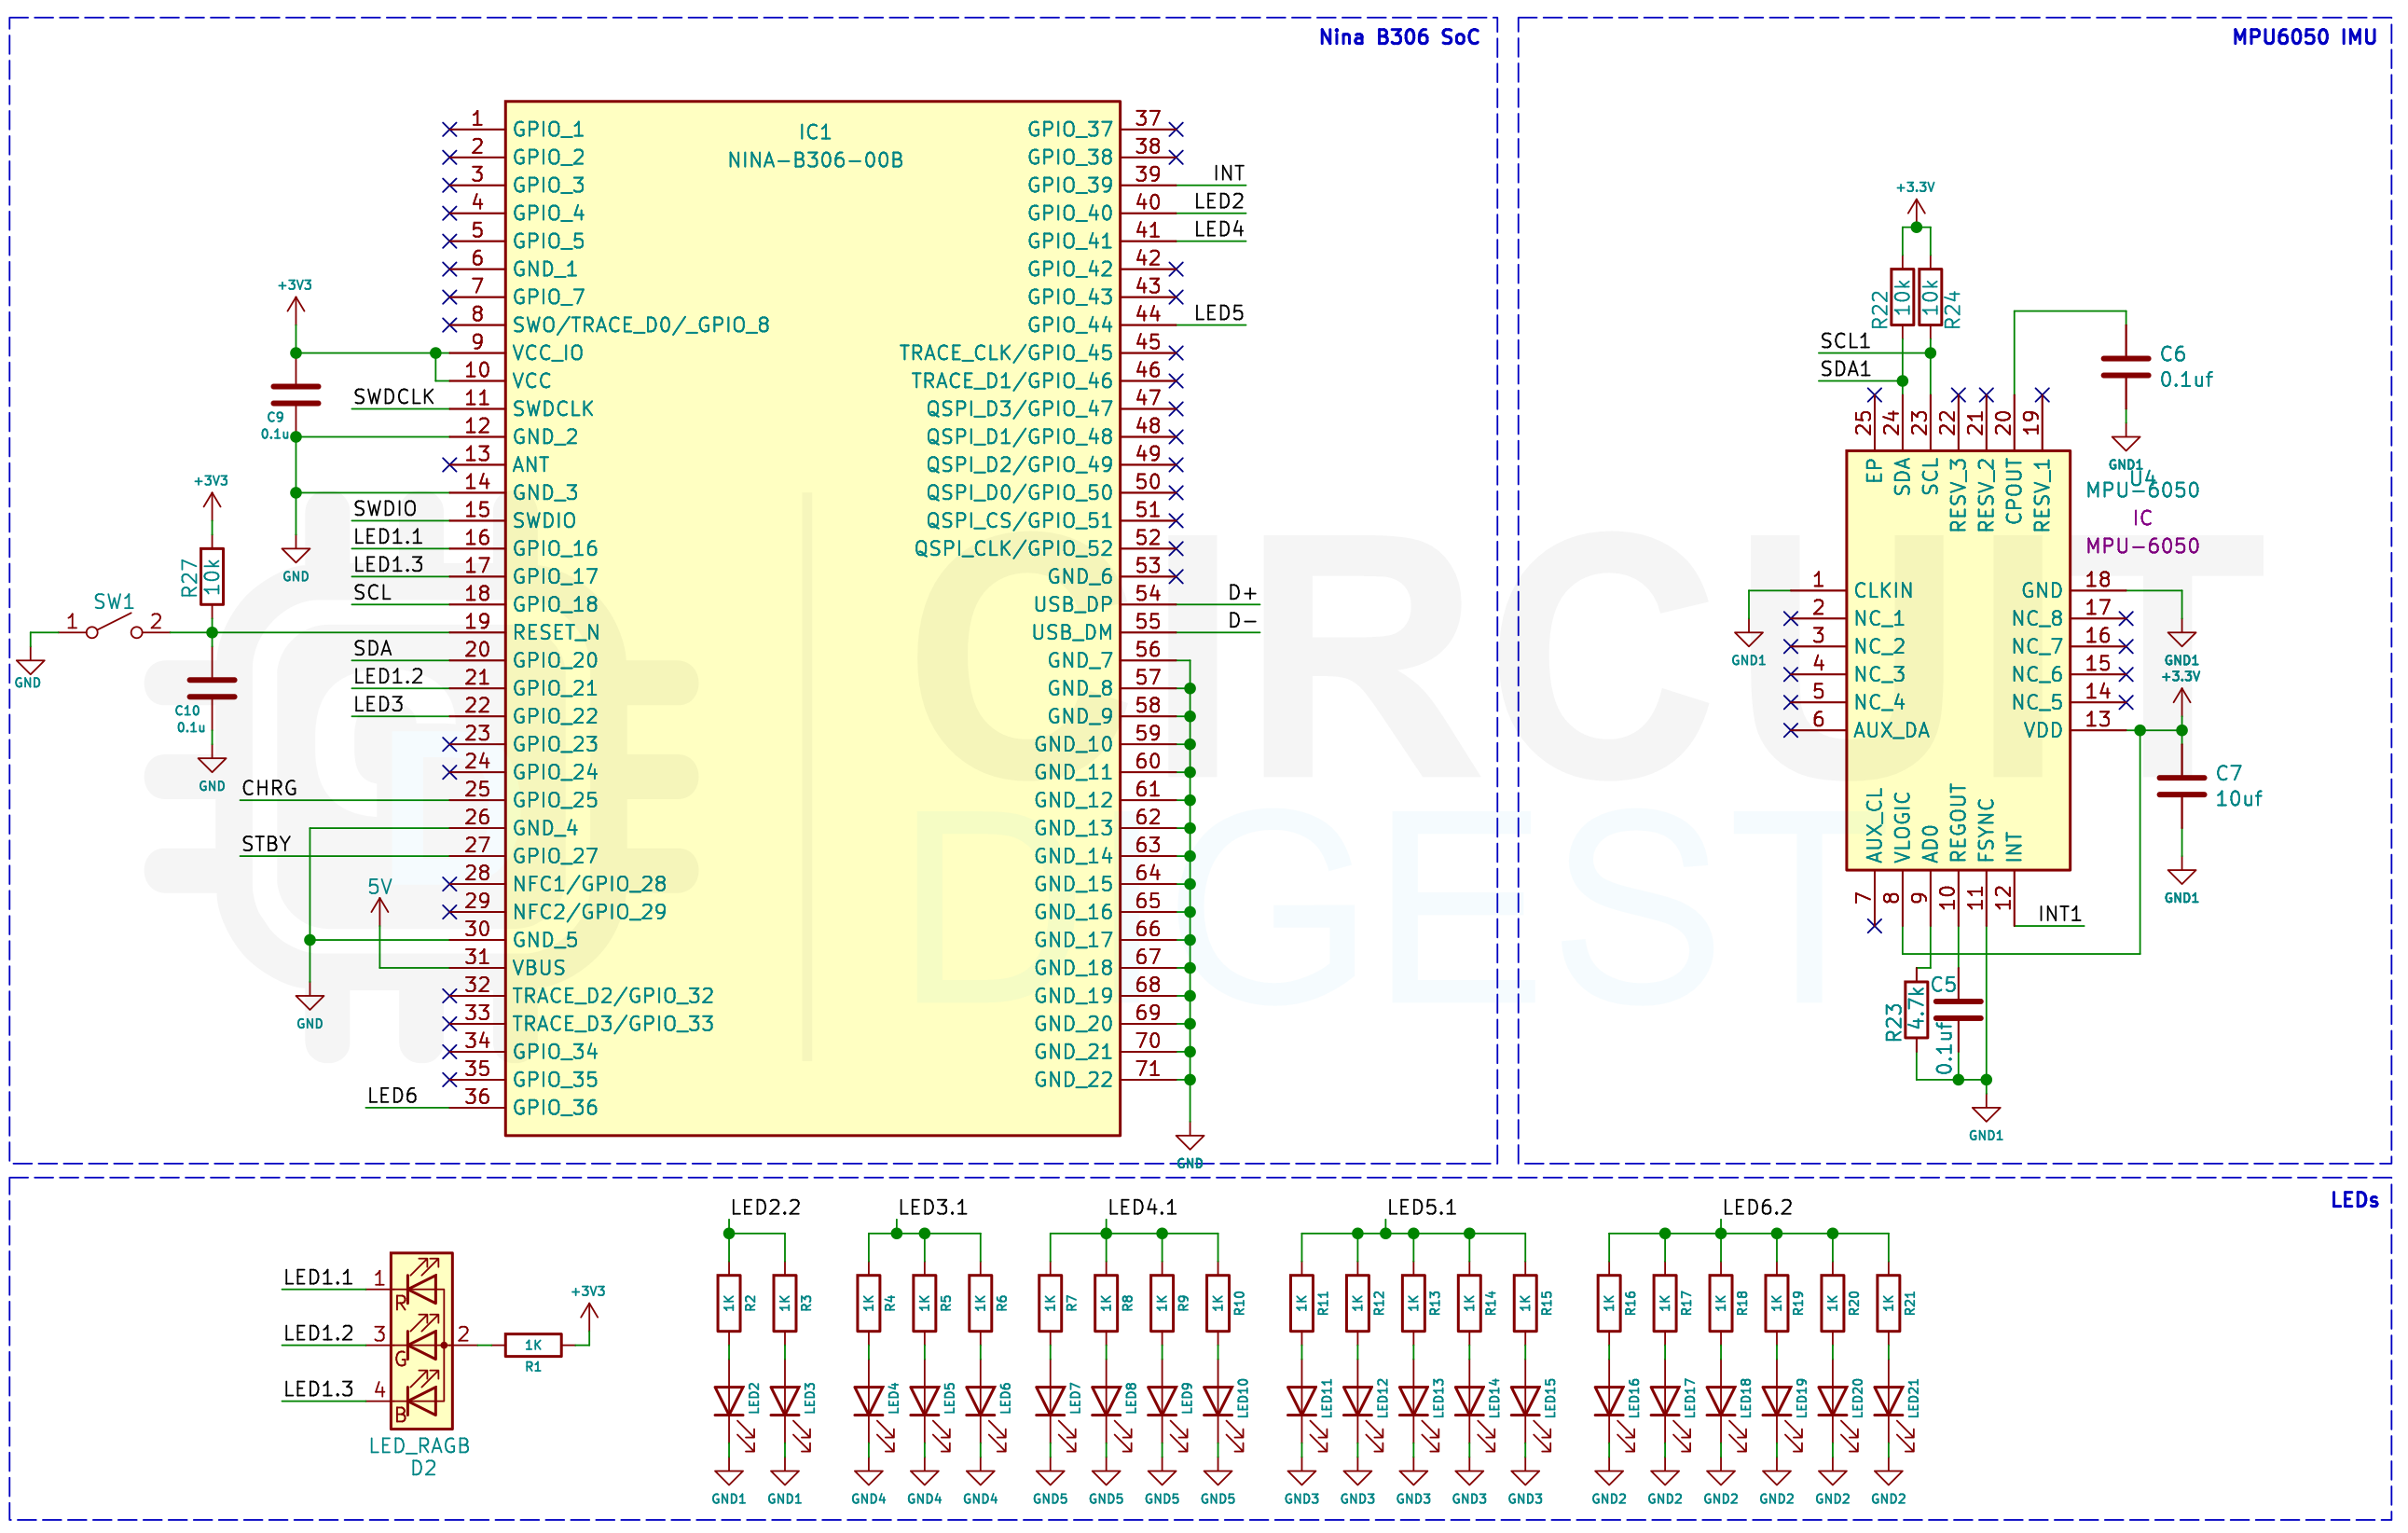 Nina B306 SoC
IC1
NINA-B306-00B
1 GPIO_1
2 GPIO_2
3 GPIO_3
4 GPIO_4
5 GPIO_5
6 GND_1
7 GPIO_7
8 SWO/TRACE_D0/_GPIO_8
9 VCC_IO
10 VCC
SWDCLK 11 SWDCLK
12 GND_2
13 ANT
14 GND_3
SWDIO 15 SWDIO
LED1.1 16 GPIO_16
LED1.3 17 GPIO_17
SCL 18 GPIO_18
19 RESET_N
SDA 20 GPIO_20
LED1.2 21 GPIO_21
LED3 22 GPIO_22
23 GPIO_23
24 GPIO_24
CHRG 25 GPIO_25
26 GND_4
STBY 27 GPIO_27
28 NFC1/GPIO_28
29 NFC2/GPIO_29
30 GND_5
31 VBUS
32 TRACE_D2/GPIO_32
33 TRACE_D3/GPIO_33
34 GPIO_34
35 GPIO_35
LED6 36 GPIO_36
GPIO_37 37
GPIO_38 38
GPIO_39 39 INT
GPIO_40 40 LED2
GPIO_41 41 LED4
GPIO_42 42
GPIO_43 43
GPIO_44 44 LED5
TRACE_CLK/GPIO_45 45
TRACE_D1/GPIO_46 46
QSPI_D3/GPIO_47 47
QSPI_D1/GPIO_48 48
QSPI_D2/GPIO_49 49
QSPI_D0/GPIO_50 50
QSPI_CS/GPIO_51 51
QSPI_CLK/GPIO_52 52
GND_6 53
USB_DP 54 D+
USB_DM 55 D-
GND_7 56
GND_8 57
GND_9 58
GND_10 59
GND_11 60
GND_12 61
GND_13 62
GND_14 63
GND_15 64
GND_16 65
GND_17 66
GND_18 67
GND_19 68
GND_20 69
GND_21 70
GND_22 71
GND
+3V3
C9
0.1u
GND
+3V3
R27
10k
SW1
1 2
GND
C10
0.1u
GND
5V
GND
CIRCUIT
DIGEST
MPU6050 IMU
+3.3V
R22 10k 10k R24
SCL1
SDA1
C6
0.1uf
GND1
U4
MPU-6050
IC
MPU-6050
25 24 23 22 21 20 19
EP SDA SCL RESV_3 RESV_2 CPOUT RESV_1
1 CLKIN
2 NC_1
3 NC_2
4 NC_3
5 NC_4
6 AUX_DA
GND1
GND 18
NC_8 17
NC_7 16
NC_6 15
NC_5 14
VDD 13
GND1
+3.3V
C7
10uf
GND1
AUX_CL VLOGIC AD0 REGOUT FSYNC INT
7 8 9 10 11 12
INT1
R23 4.7k
C5
0.1uf
GND1
LEDs
LED1.1 1 R
LED1.2 3 G 2
LED1.3 4 B
LED_RAGB
D2
1K
R1
+3V3
LED2.2 LED3.1 LED4.1 LED5.1 LED6.2
1K R2 1K R3 1K R4 1K R5 1K R6 1K R7 1K R8 1K R9 1K R10 1K R11 1K R12 1K R13 1K R14 1K R15 1K R16 1K R17 1K R18 1K R19 1K R20 1K R21
LED2 LED3 LED4 LED5 LED6 LED7 LED8 LED9 LED10 LED11 LED12 LED13 LED14 LED15 LED16 LED17 LED18 LED19 LED20 LED21
GND1 GND1 GND4 GND4 GND4 GND5 GND5 GND5 GND5 GND3 GND3 GND3 GND3 GND3 GND2 GND2 GND2 GND2 GND2 GND2